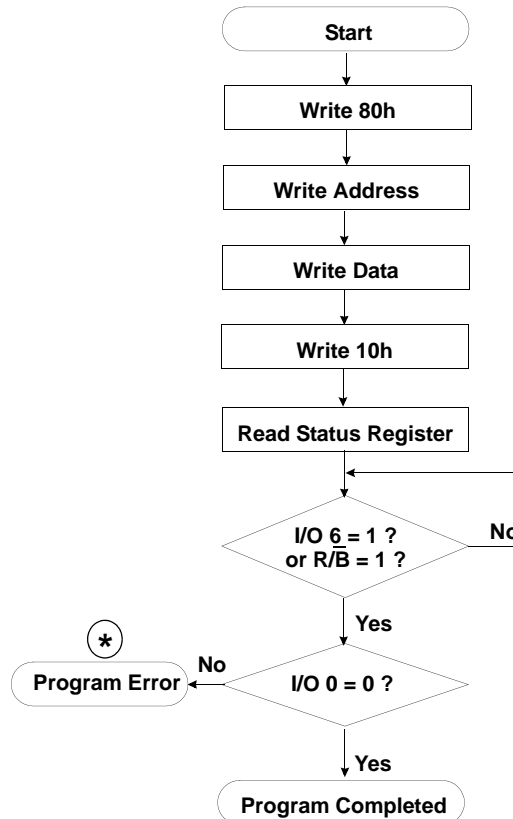 Start
Write 80h
Write Address
Write Data
Write 10h
Read Status Register
I/O 6 = 1 ?
or R/B̅ = 1 ?
No
Yes
*
No
Program Error
I/O 0 = 0 ?
Yes
Program Completed